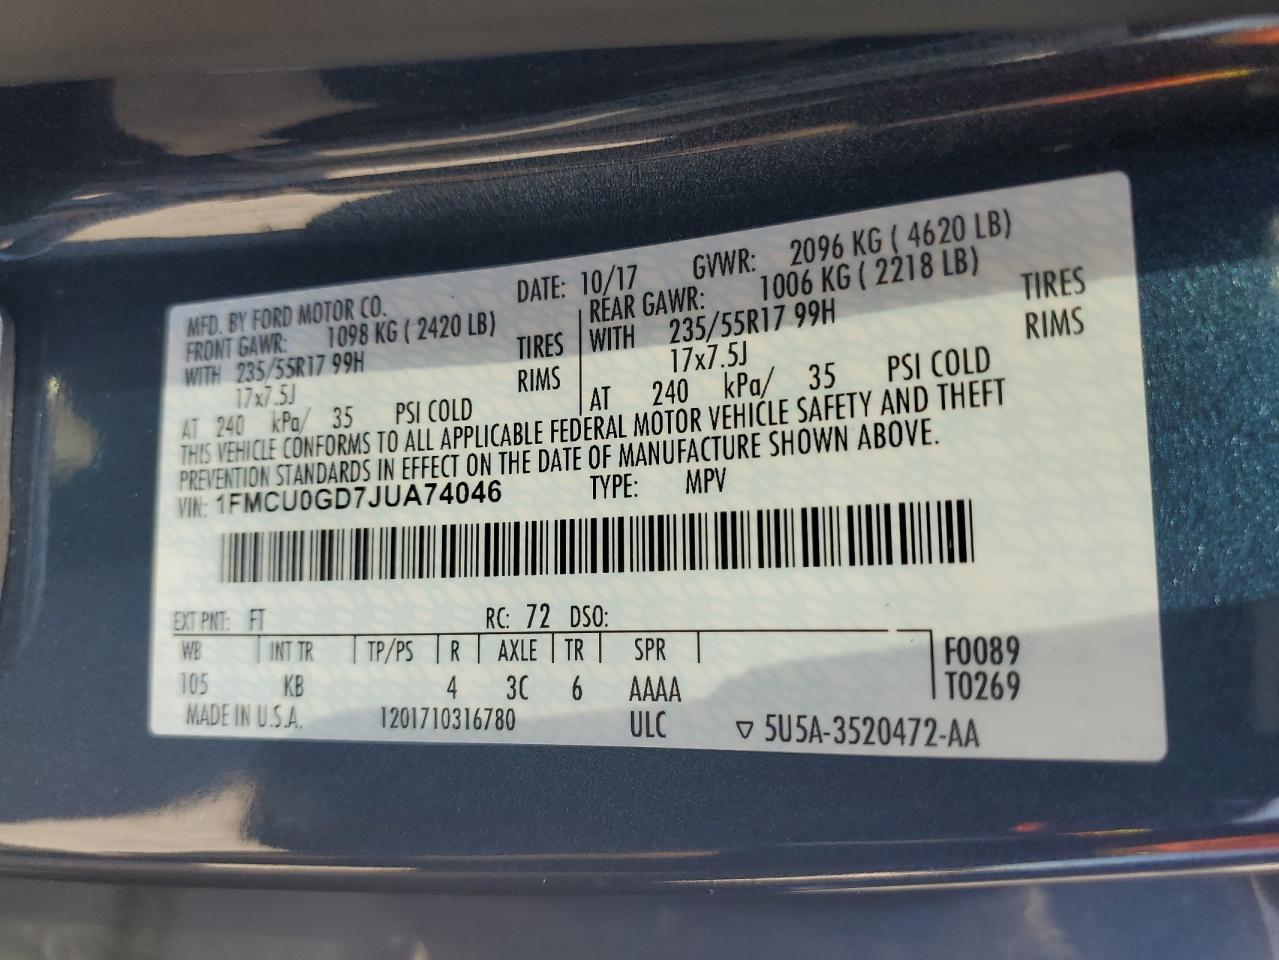 MFD. BY FORD MOTOR CO. DATE: 10/17 GVWR: 2096 KG ( 4620 LB)
FRONT GAWR: 1098 KG ( 2420 LB) REAR GAWR: 1006 KG ( 2218 LB)
WITH 235/55R17 99H TIRES WITH 235/55R17 99H TIRES
17x7.5J RIMS 17x7.5J RIMS
AT 240 kPa/ 35 PSI COLD AT 240 kPa/ 35 PSI COLD
THIS VEHICLE CONFORMS TO ALL APPLICABLE FEDERAL MOTOR VEHICLE SAFETY AND THEFT
PREVENTION STANDARDS IN EFFECT ON THE DATE OF MANUFACTURE SHOWN ABOVE.
VIN: 1FMCU0GD7JUA74046 TYPE: MPV
EXT PNT: FT RC: 72 DSO:
WB INT TR TP/PS R AXLE TR SPR F0089
105 KB 4 3C 6 AAAA T0269
MADE IN U.S.A. 1201710316780 ULC ▽ 5U5A-3520472-AA